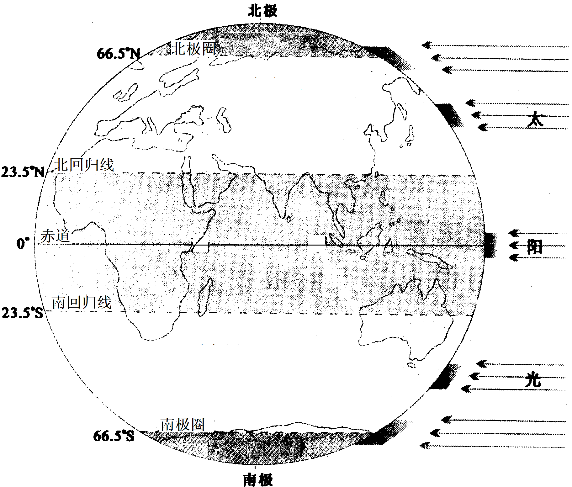 北极
66.5°N
北极圈
太
北回归线
23.5°N
赤道
0°
阳
南回归线
23.5°S
光
南极圈
66.5°S
南极